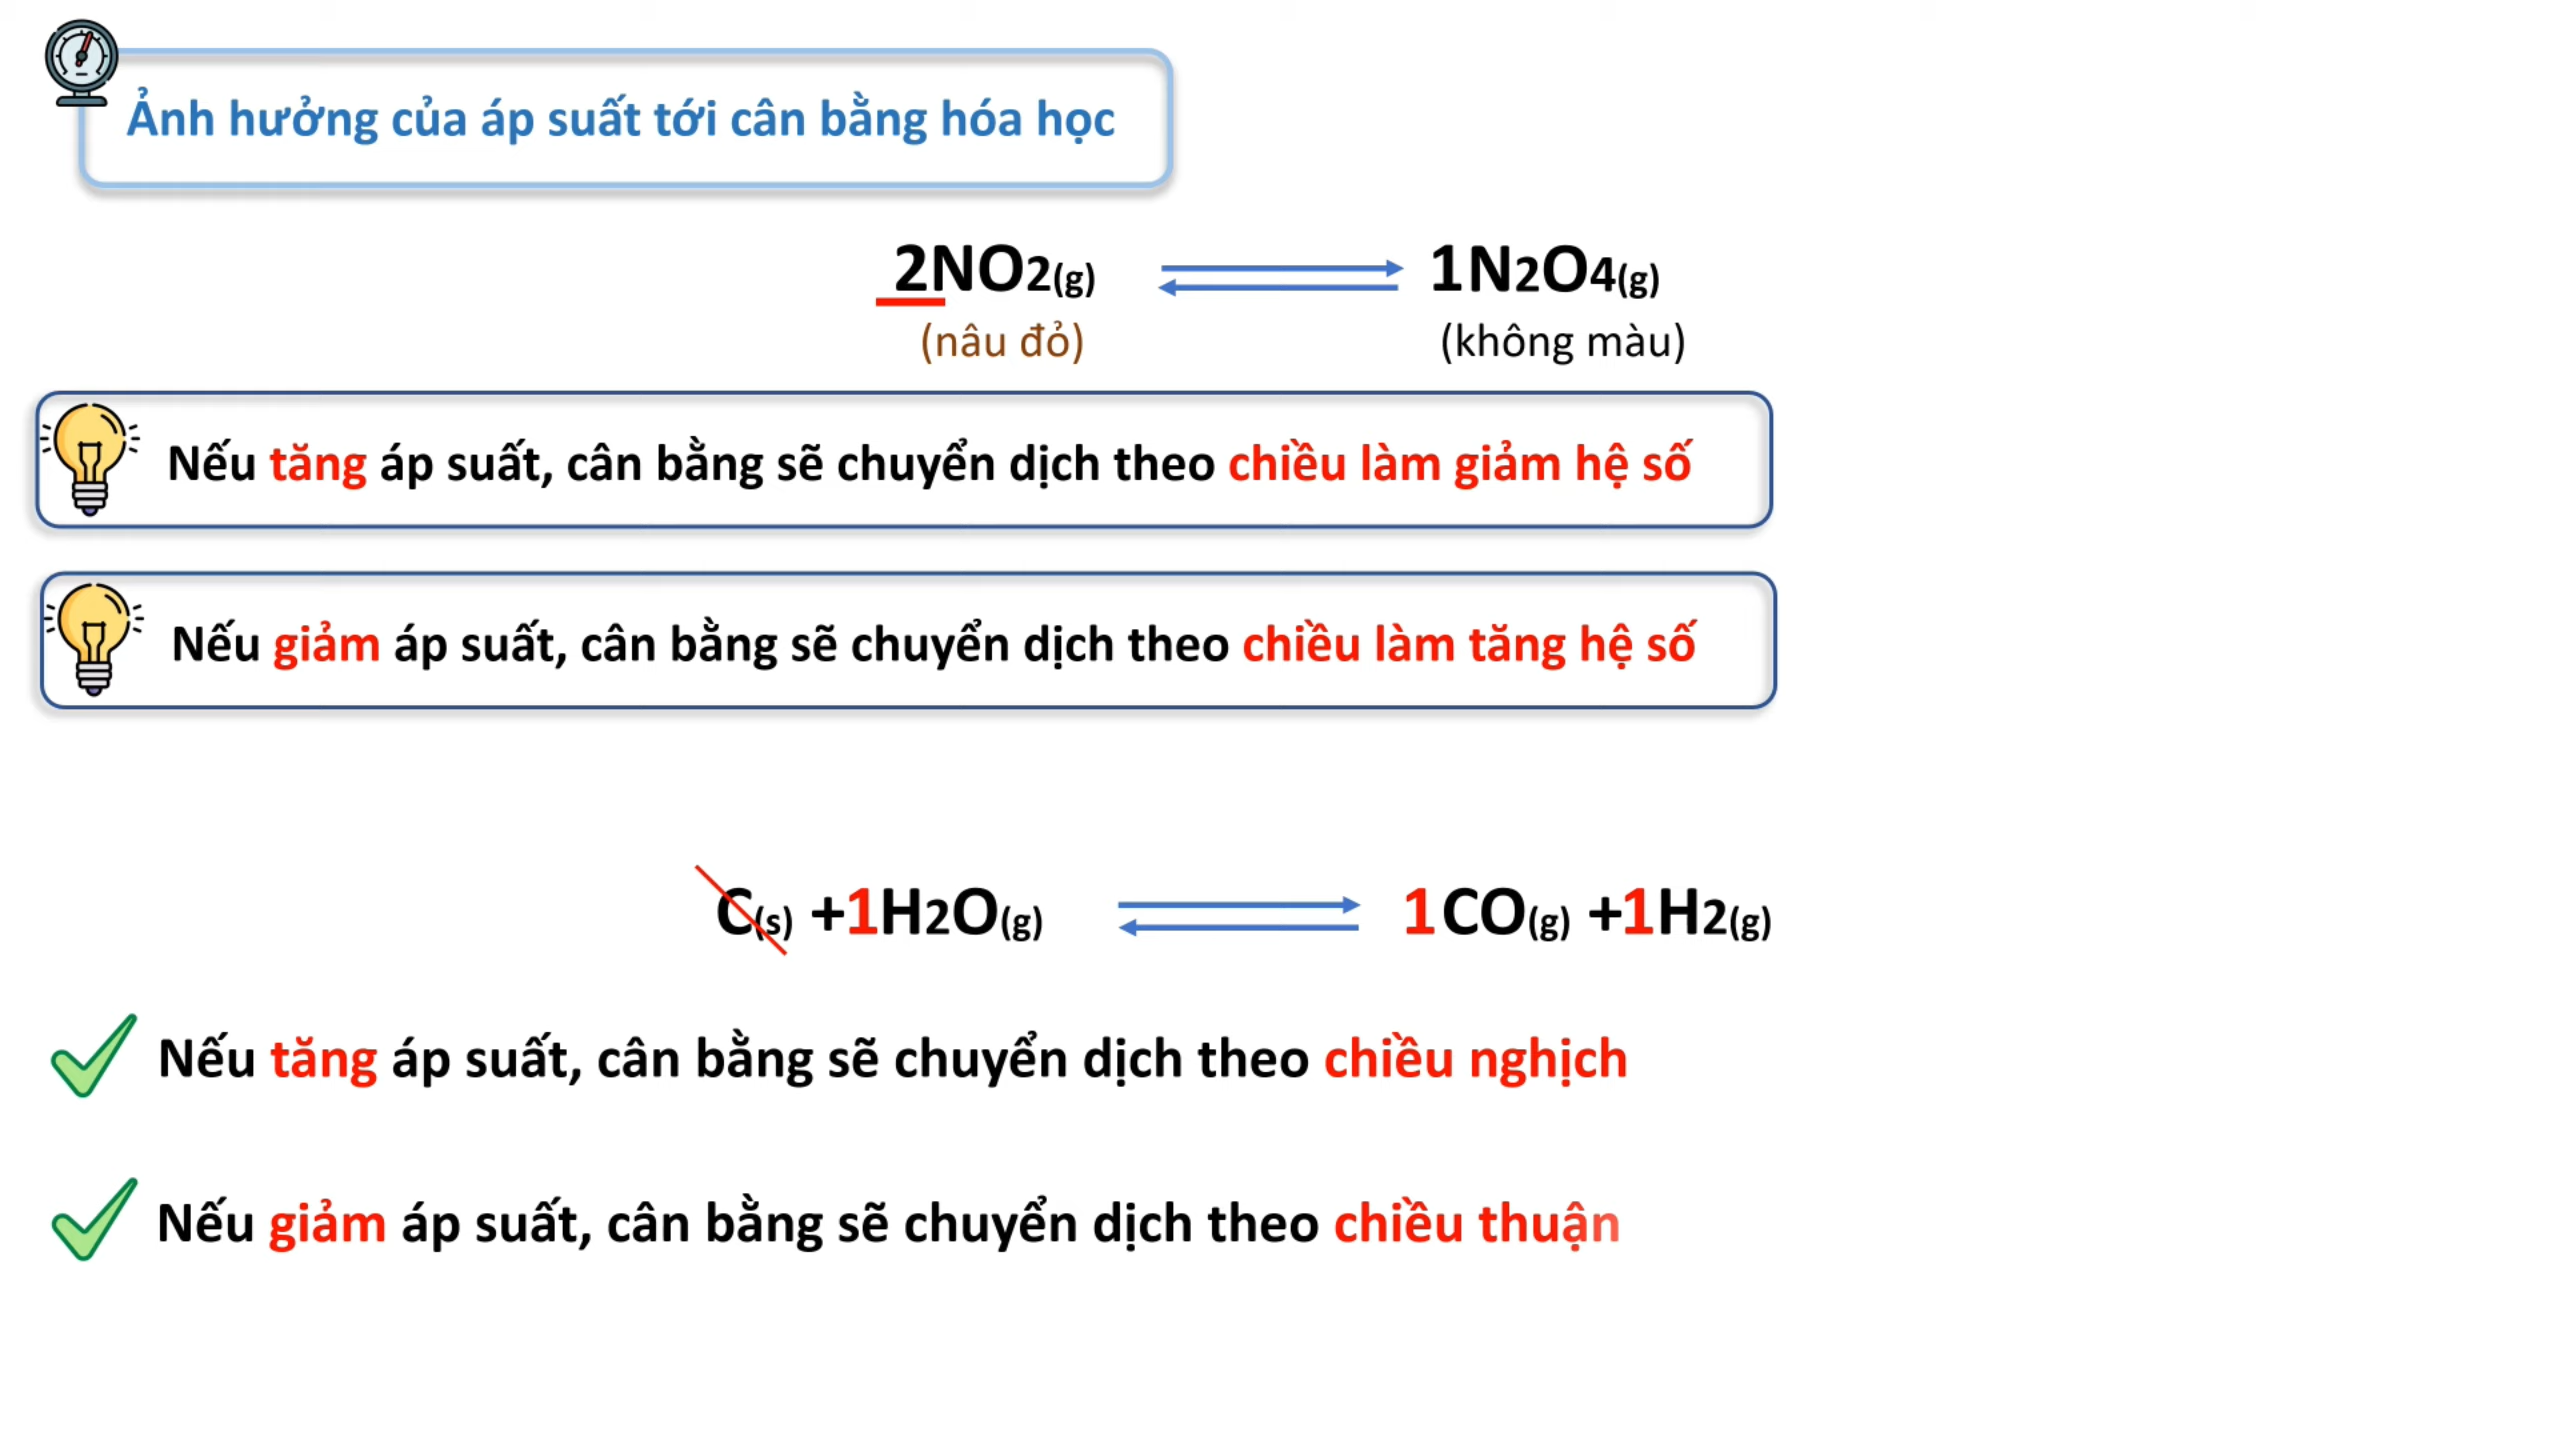 Ảnh hưởng của áp suất tới cân bằng hóa học
2NO2(g) 1N2O4(g)
(nâu đỏ) (không màu)
Nếu tăng áp suất, cân bằng sẽ chuyển dịch theo chiều làm giảm hệ số
Nếu giảm áp suất, cân bằng sẽ chuyển dịch theo chiều làm tăng hệ số
C(s) +1H2O(g) 1CO(g) +1H2(g)
Nếu tăng áp suất, cân bằng sẽ chuyển dịch theo chiều nghịch
Nếu giảm áp suất, cân bằng sẽ chuyển dịch theo chiều thuận